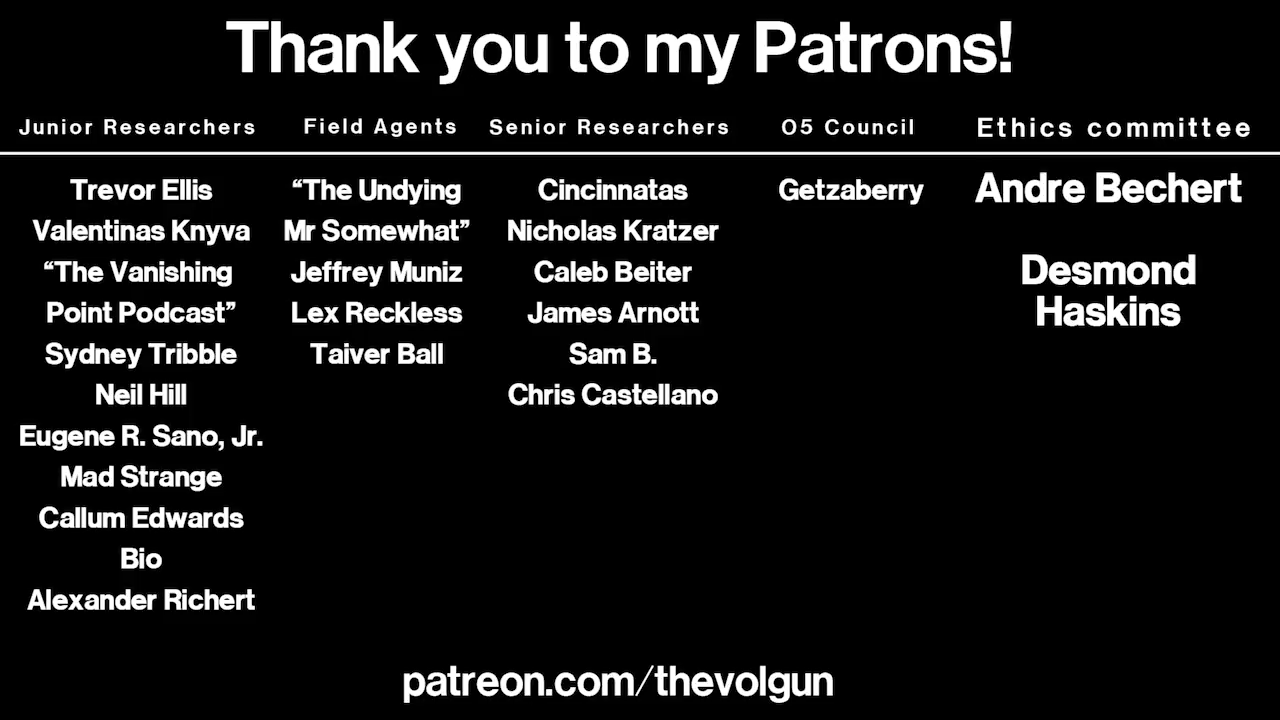 Thank you to my Patrons!
Junior Researchers
Trevor Ellis
Valentinas Knyva
“The Vanishing
Point Podcast”
Sydney Tribble
Neil Hill
Eugene R. Sano, Jr.
Mad Strange
Callum Edwards
Bio
Alexander Richert
Field Agents
“The Undying
Mr Somewhat”
Jeffrey Muniz
Lex Reckless
Taiver Ball
Senior Researchers
Cincinnatas
Nicholas Kratzer
Caleb Beiter
James Arnott
Sam B.
Chris Castellano
O5 Council
Getzaberry
Ethics committee
Andre Bechert
Desmond
Haskins
patreon.com/thevolgun